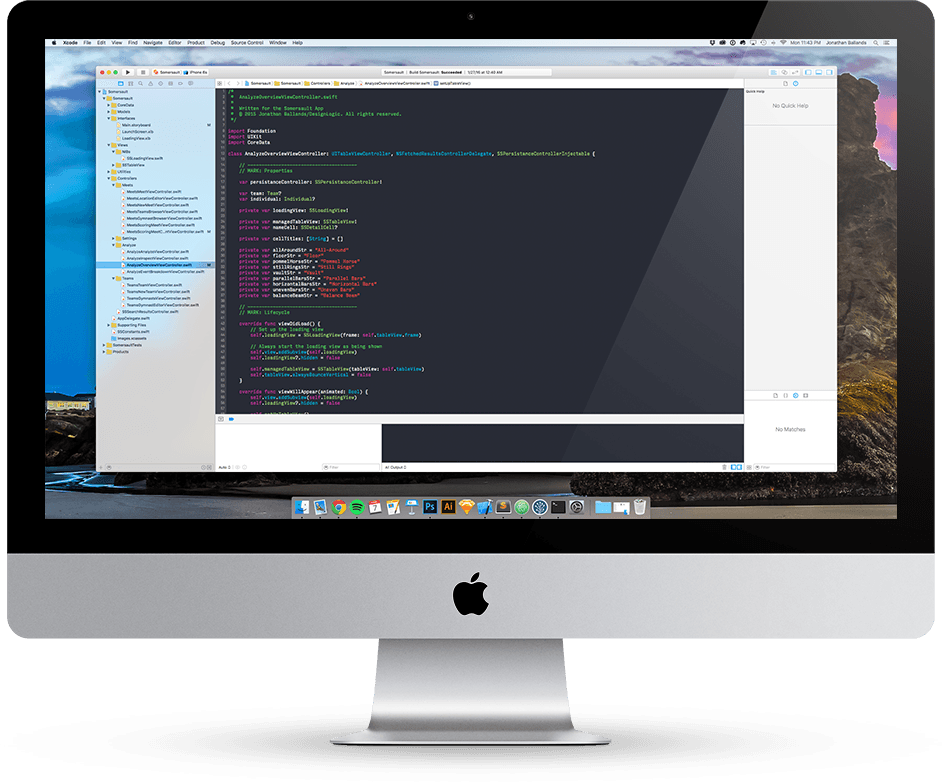 Xcode File Edit View Find Navigate Editor Product Debug Source Control Window Help
Mon 11:43 PM Jonathan Ballands
Somersault iPhone 6s
Somersault | Build Somersault Succeeded | 1/27/16 at 12:40 AM
Somersault Somersault Controllers Analyze AnalyzeOverviewViewController.swift setUpTableView()
Somersault
Somersault
CoreData
Models
Interfaces
Main.storyboard M
LaunchScreen.xib
LoadingView.xib
Views
NIBs
SSLoadingView.swift
SSTableView
Utilities
Controllers
Meets
MeetsMeetViewController.swift
MeetsLocationEditorViewController.swift
MeetsNewMeetViewController.swift
MeetsTeamsBrowserViewController.swift
MeetsGymnastBrowserViewController.swift
MeetsScoringMeetViewController.swift
MeetsScoringMeetC...ntViewController.swift M
Settings
Analyze
AnalyzeAnalyzeViewController.swift
AnalyzeInspectViewController.swift
AnalyzeOverviewViewController.swift M
AnalyzeEventBreakdownViewController.swift
Teams
TeamsTeamViewController.swift
TeamsNewTeamViewController.swift
TeamsGymnastsViewController.swift
TeamsGymnastEditorViewController.swift
SSSearchResultsController.swift
AppDelegate.swift
Supporting Files
SSConstants.swift
Images.xcassets
SomersaultTests
Products
/*
* AnalyzeOverviewViewController.swift
*
* Written for the Somersault App
* © 2015 Jonathan Ballands/DesignLogic. All rights reserved.
*/
import Foundation
import UIKit
import CoreData
class AnalyzeOverviewViewController: UITableViewController, NSFetchedResultsControllerDelegate, SSPersistanceControllerInjectable {
// MARK: Properties
var persistanceController: SSPersistanceController!
var team: Team?
var individual: Individual?
private var loadingView: SSLoadingView!
private var managedTableView: SSTableView!
private var nameCell: SSDetailCell?
private var cellTitles: [String] = []
private var allAroundStr = "All-Around"
private var floorStr = "Floor"
private var pommelHorseStr = "Pommel Horse"
private var stillRingsStr = "Still Rings"
private var vaultStr = "Vault"
private var parallelBarsStr = "Parallel Bars"
private var horizontalBarsStr = "Horizontal Bars"
private var unevenBarsStr = "Uneven Bars"
private var balanceBeamStr = "Balance Beam"
// MARK: Lifecycle
override func viewDidLoad() {
// Set up the loading view
self.loadingView = SSLoadingView(frame: self.tableView.frame)
// Always start the loading view as being shown
self.view.addSubview(self.loadingView)
self.loadingView?.hidden = false
self.managedTableView = SSTableView(tableView: self.tableView)
self.tableView.alwaysBounceVertical = false
}
override func viewWillAppear(animated: Bool) {
self.view.addSubview(self.loadingView)
self.loadingView?.hidden = false
Quick Help
No Quick Help
No Matches
Auto
Filter
All Output
Filter
7
Ps
Ai
S